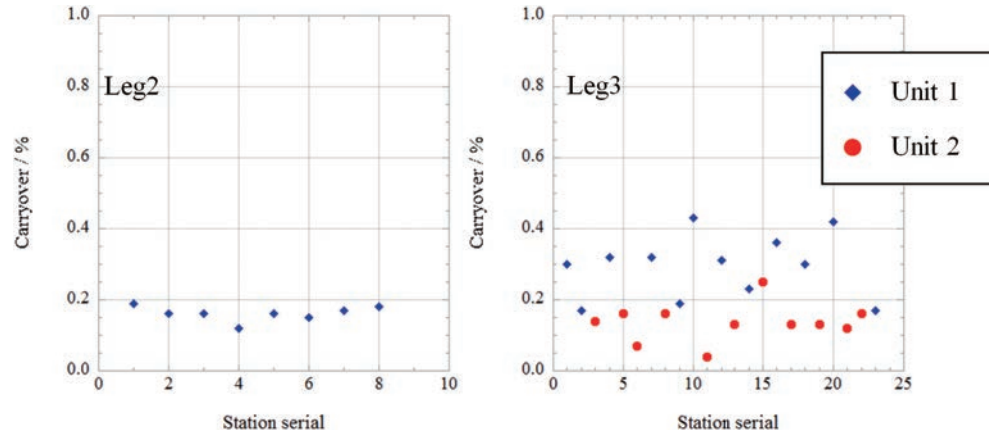 Leg2
Carryover / %
1.0
0.8
0.6
0.4
0.2
0.0
0 2 4 6 8 10
Station serial
Leg3
Carryover / %
1.0
0.8
0.6
0.4
0.2
0.0
0 5 10 15 20 25
Station serial
Unit 1
Unit 2